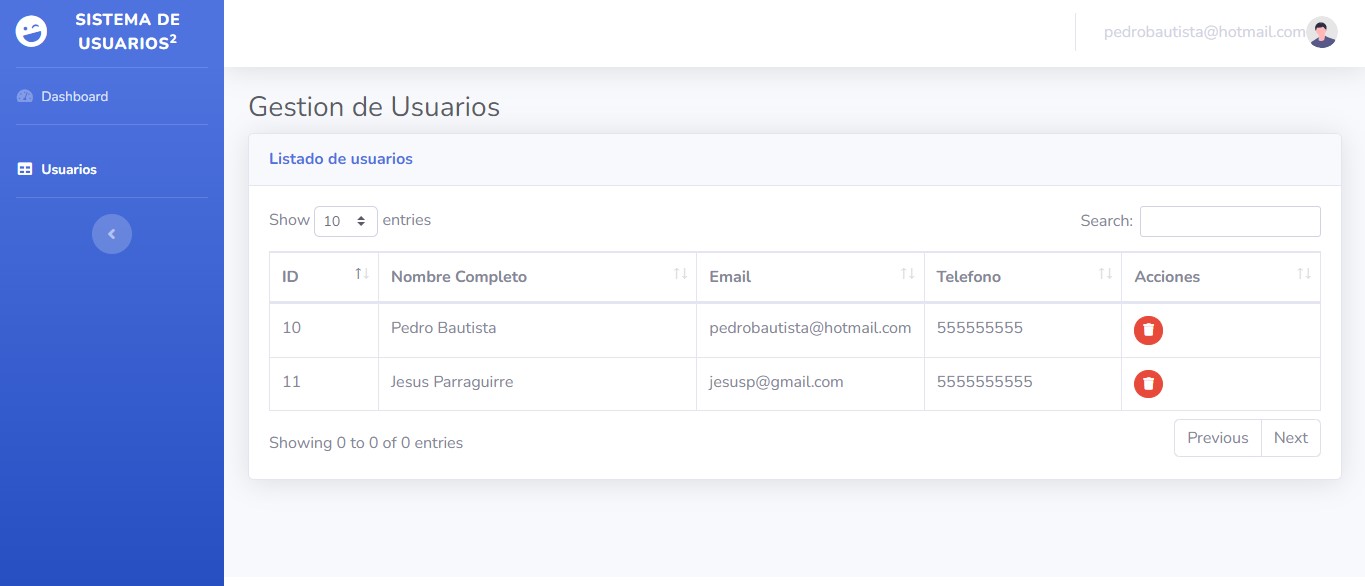 SISTEMA DE
USUARIOS2
pedrobautista@hotmail.com
Dashboard
Usuarios
Gestion de Usuarios
Listado de usuarios
Show 10 entries
Search:
ID Nombre Completo Email Telefono Acciones
10 Pedro Bautista pedrobautista@hotmail.com 555555555
11 Jesus Parraguirre jesusp@gmail.com 5555555555
Showing 0 to 0 of 0 entries
Previous Next